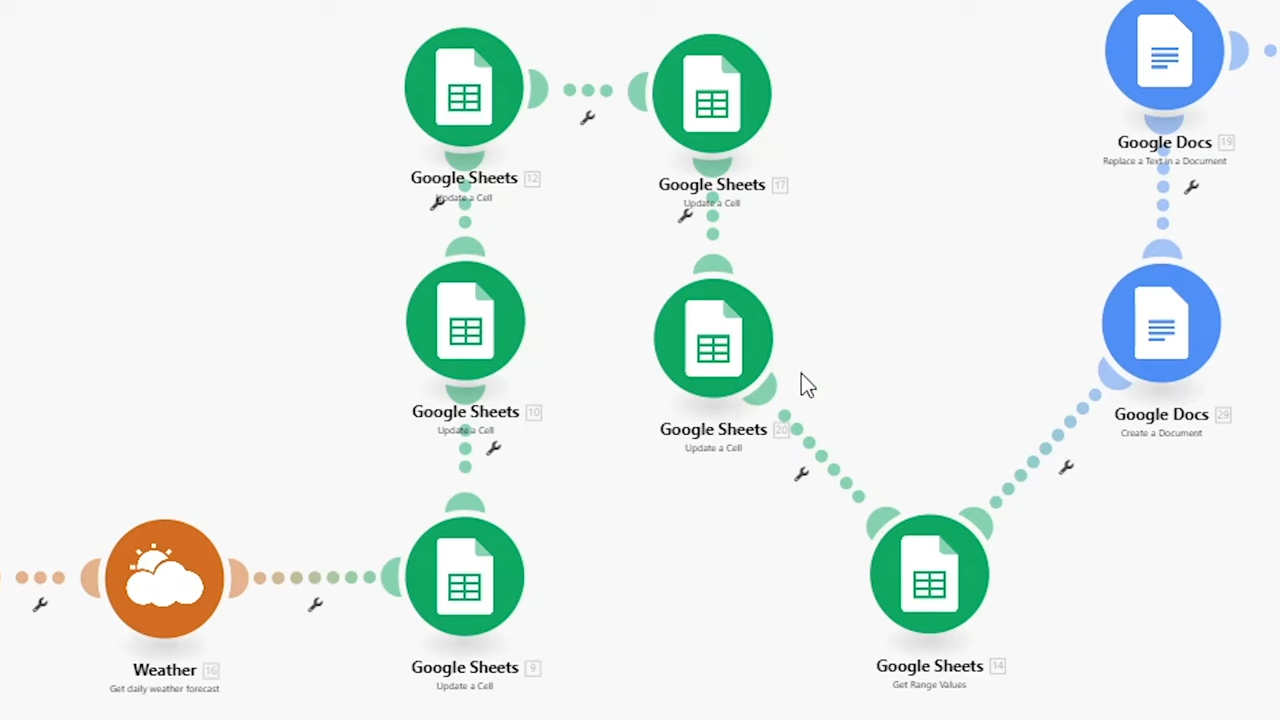 Google Sheets 12
Update a Cell
Google Sheets 17
Update a Cell
Google Docs 19
Replace a Text in a Document
Google Sheets 10
Update a Cell
Google Sheets 20
Update a Cell
Google Docs 29
Create a Document
Weather 16
Get daily weather forecast
Google Sheets 9
Update a Cell
Google Sheets 14
Get Range Values